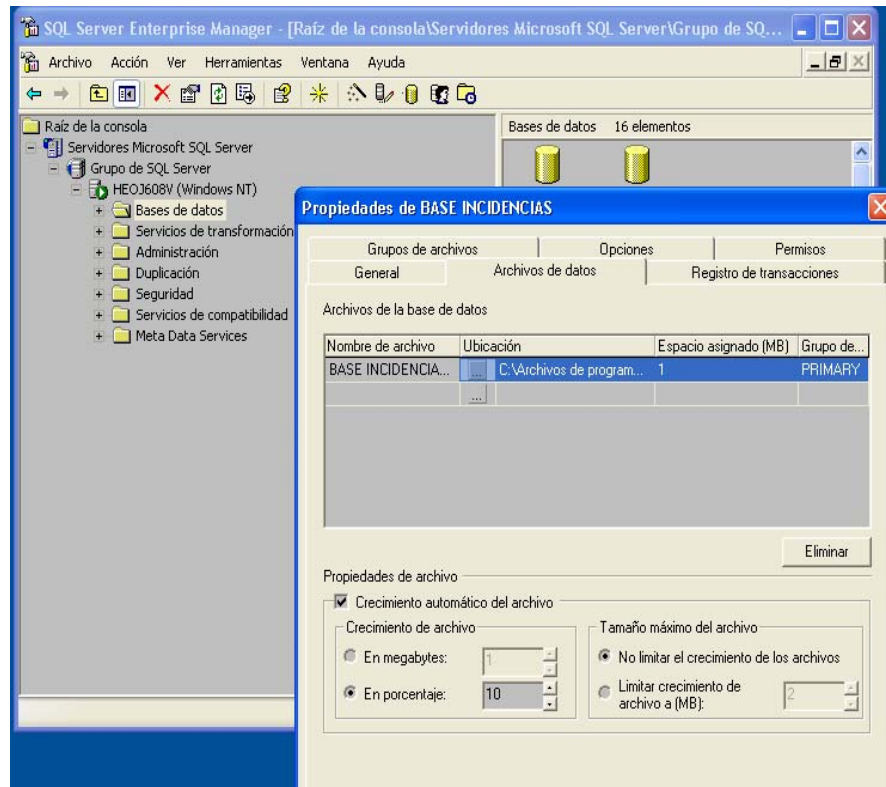 SQL Server Enterprise Manager - [Raíz de la consola\Servidores Microsoft SQL Server\Grupo de SQ...
Archivo Acción Ver Herramientas Ventana Ayuda
Raíz de la consola
Servidores Microsoft SQL Server
Grupo de SQL Server
HEOJ608V (Windows NT)
Bases de datos
Servicios de transformación
Administración
Duplicación
Seguridad
Servicios de compatibilidad
Meta Data Services
Bases de datos 16 elementos
Propiedades de BASE INCIDENCIAS
Grupos de archivos Opciones Permisos
General Archivos de datos Registro de transacciones
Archivos de la base de datos
Nombre de archivo Ubicación Espacio asignado (MB) Grupo de...
BASE INCIDENCIA... ... C:\Archivos de program... 1 PRIMARY
...
Eliminar
Propiedades de archivo
Crecimiento automático del archivo
Crecimiento de archivo
En megabytes: 1
En porcentaje: 10
Tamaño máximo del archivo
No limitar el crecimiento de los archivos
Limitar crecimiento de
archivo a (MB): 2